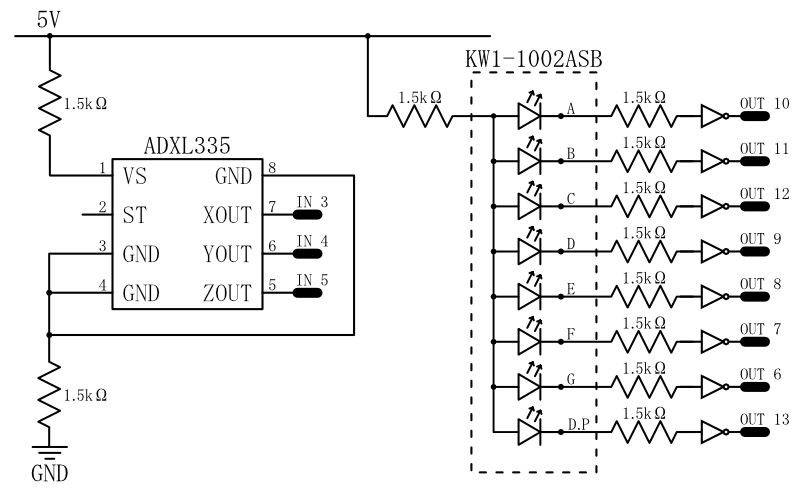 5V
KW1-1002ASB
1.5kΩ
1.5kΩ
ADXL335
1 VS GND 8
2 ST XOUT 7 IN 3
3 GND YOUT 6 IN 4
4 GND ZOUT 5 IN 5
1.5kΩ
GND
A 1.5kΩ OUT 10
B 1.5kΩ OUT 11
C 1.5kΩ OUT 12
D 1.5kΩ OUT 9
E 1.5kΩ OUT 8
F 1.5kΩ OUT 7
G 1.5kΩ OUT 6
D.P 1.5kΩ OUT 13